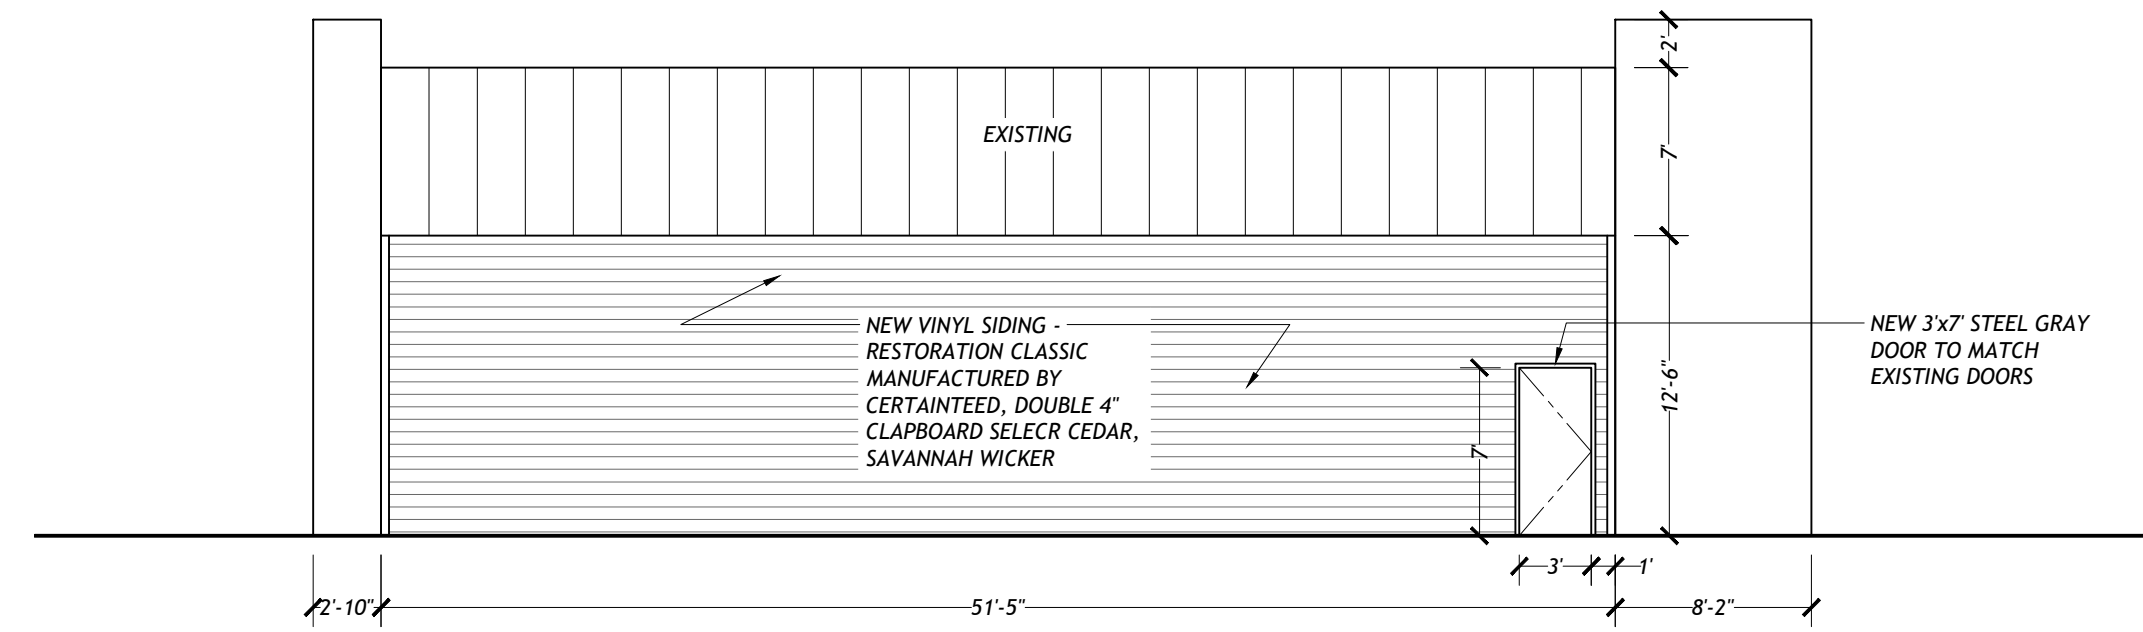 2'
EXISTING
7'
NEW VINYL SIDING -
RESTORATION CLASSIC
MANUFACTURED BY
CERTAINTEED, DOUBLE 4"
CLAPBOARD SELECR CEDAR,
SAVANNAH WICKER
NEW 3'x7' STEEL GRAY
DOOR TO MATCH
EXISTING DOORS
12'-6"
7'
3'
1'
2'-10"
51'-5"
8'-2"